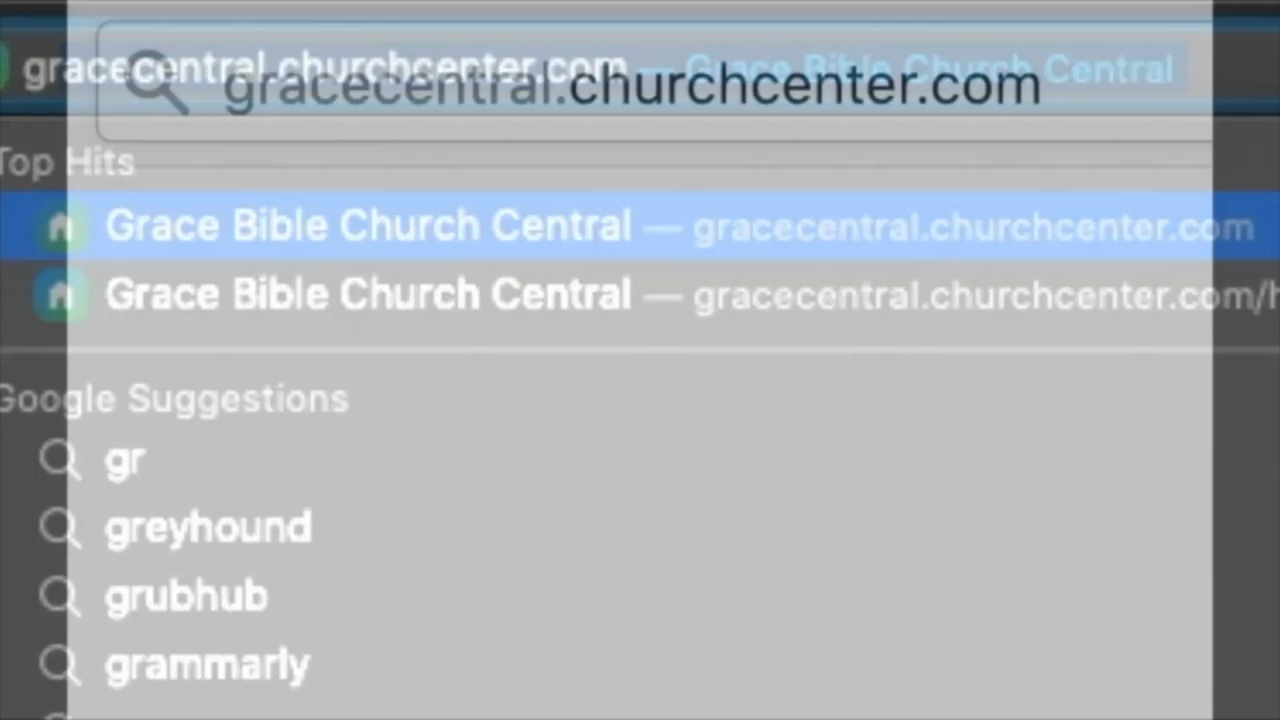 gracecentral.churchcenter.com — Grace Bible Church Central
gracecentral.churchcenter.com
Top Hits
Grace Bible Church Central — gracecentral.churchcenter.com
Grace Bible Church Central — gracecentral.churchcenter.com/h
Google Suggestions
gr
greyhound
grubhub
grammarly